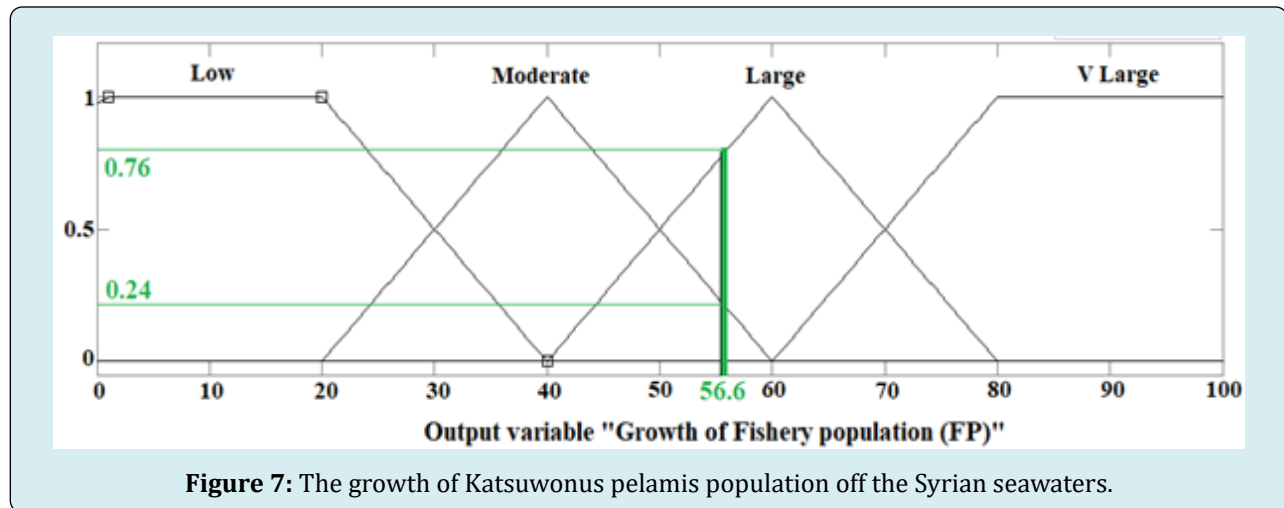 Low Moderate Large V Large
1
0.76
0.5
0.24
0
0 10 20 30 40 50 56.6 60 70 80 90 100
Output variable "Growth of Fishery population (FP)"
Figure 7: The growth of Katsuwonus pelamis population off the Syrian seawaters.